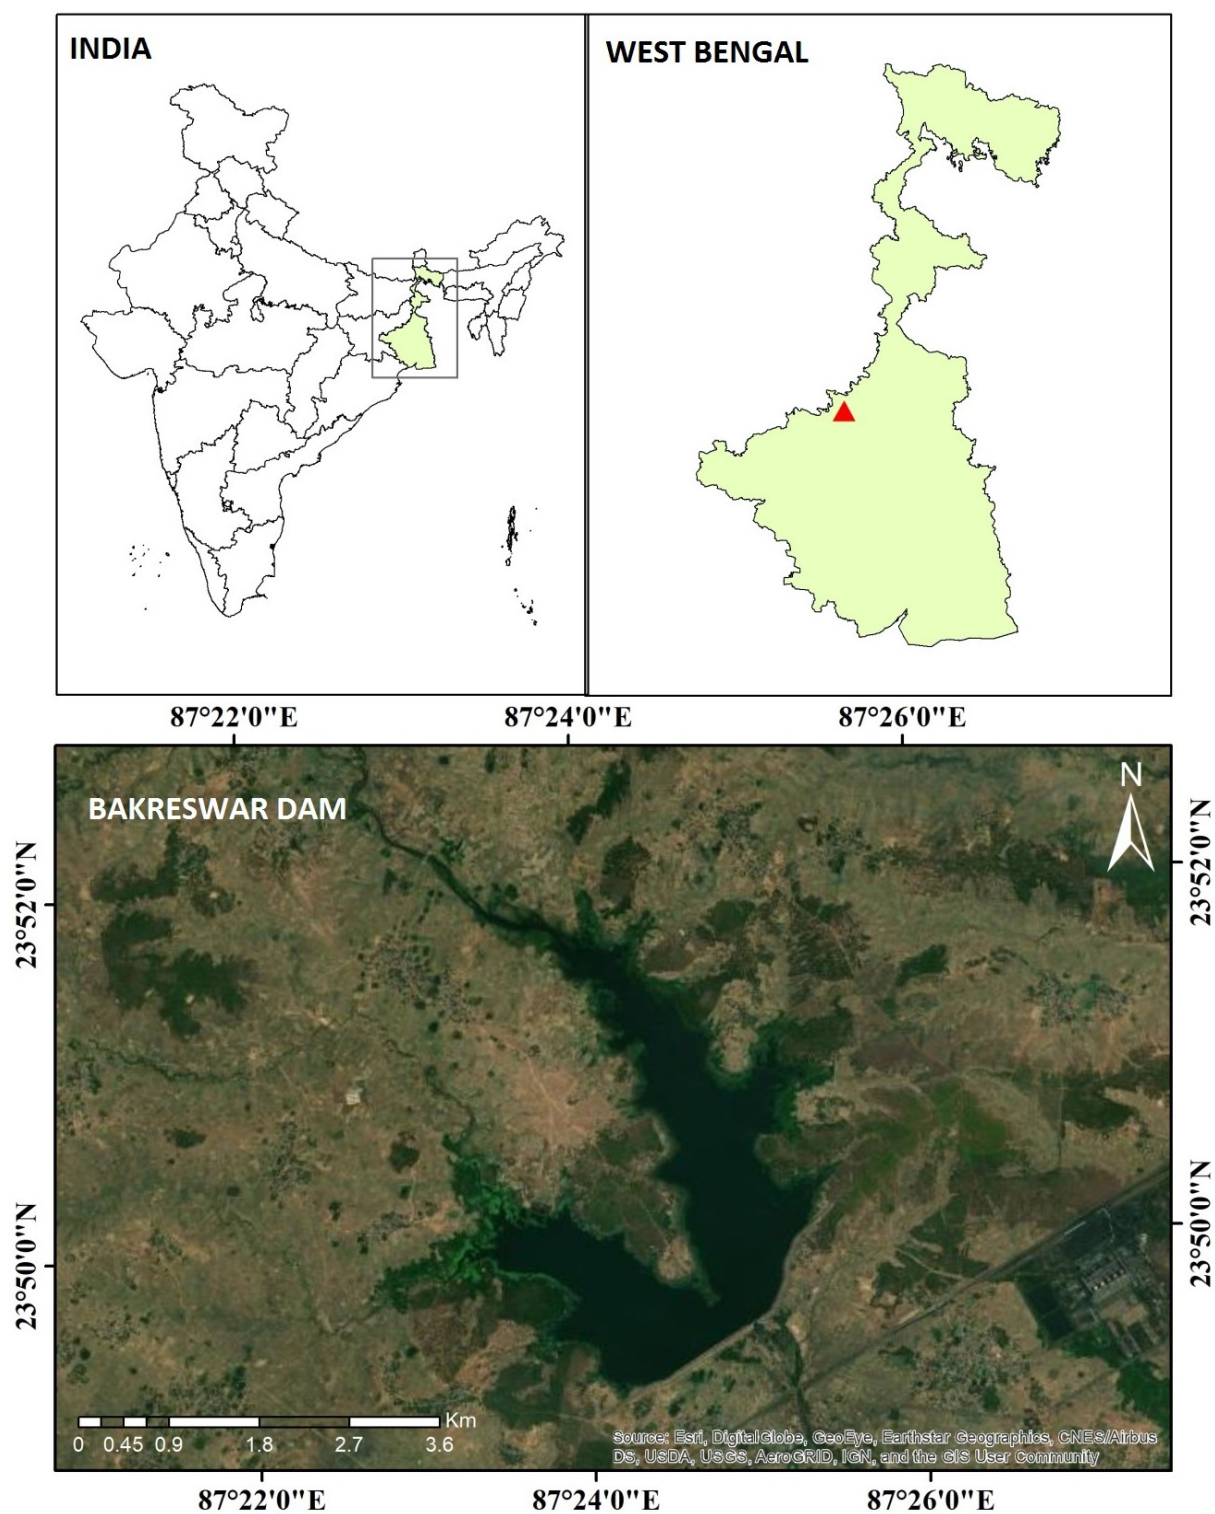 INDIA
WEST BENGAL
87°22'0"E 87°24'0"E 87°26'0"E
BAKRESWAR DAM
N
23°52'0"N
23°52'0"N
23°50'0"N
23°50'0"N
Km
0 0.45 0.9 1.8 2.7 3.6
Source: Esri, DigitalGlobe, GeoEye, Earthstar Geographics, CNES/Airbus
DS, USDA, USGS, AeroGRID, IGN, and the GIS User Community
87°22'0"E 87°24'0"E 87°26'0"E